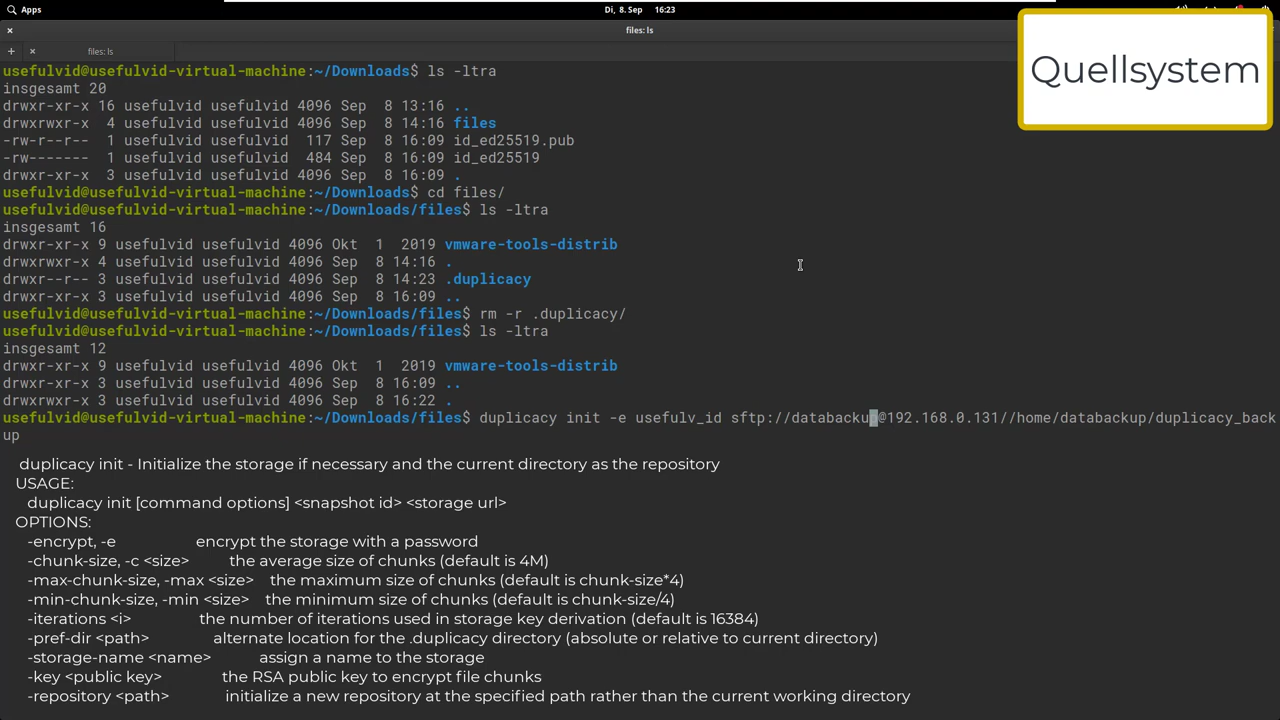 Apps
Di, 8. Sep 16:23
files: ls
files: ls
Quellsystem
usefulvid@usefulvid-virtual-machine:~/Downloads$ ls -ltra
insgesamt 20
drwxr-xr-x 16 usefulvid usefulvid 4096 Sep  8 13:16 ..
drwxrwxr-x  4 usefulvid usefulvid 4096 Sep  8 14:16 files
-rw-r--r--  1 usefulvid usefulvid  117 Sep  8 16:09 id_ed25519.pub
-rw-------  1 usefulvid usefulvid  484 Sep  8 16:09 id_ed25519
drwxr-xr-x  3 usefulvid usefulvid 4096 Sep  8 16:09 .
usefulvid@usefulvid-virtual-machine:~/Downloads$ cd files/
usefulvid@usefulvid-virtual-machine:~/Downloads/files$ ls -ltra
insgesamt 16
drwxr-xr-x 9 usefulvid usefulvid 4096 Okt  1  2019 vmware-tools-distrib
drwxrwxr-x 4 usefulvid usefulvid 4096 Sep  8 14:16 .
drwxr--r-- 3 usefulvid usefulvid 4096 Sep  8 14:23 .duplicacy
drwxr-xr-x 3 usefulvid usefulvid 4096 Sep  8 16:09 ..
usefulvid@usefulvid-virtual-machine:~/Downloads/files$ rm -r .duplicacy/
usefulvid@usefulvid-virtual-machine:~/Downloads/files$ ls -ltra
insgesamt 12
drwxr-xr-x 9 usefulvid usefulvid 4096 Okt  1  2019 vmware-tools-distrib
drwxr-xr-x 3 usefulvid usefulvid 4096 Sep  8 16:09 ..
drwxrwxr-x 3 usefulvid usefulvid 4096 Sep  8 16:22 .
usefulvid@usefulvid-virtual-machine:~/Downloads/files$ duplicacy init -e usefulv_id sftp://databackup@192.168.0.131//home/databackup/duplicacy_back
up
duplicacy init - Initialize the storage if necessary and the current directory as the repository
USAGE:
duplicacy init [command options] <snapshot id> <storage url>
OPTIONS:
-encrypt, -e encrypt the storage with a password
-chunk-size, -c <size> the average size of chunks (default is 4M)
-max-chunk-size, -max <size> the maximum size of chunks (default is chunk-size*4)
-min-chunk-size, -min <size> the minimum size of chunks (default is chunk-size/4)
-iterations <i> the number of iterations used in storage key derivation (default is 16384)
-pref-dir <path> alternate location for the .duplicacy directory (absolute or relative to current directory)
-storage-name <name> assign a name to the storage
-key <public key> the RSA public key to encrypt file chunks
-repository <path> initialize a new repository at the specified path rather than the current working directory